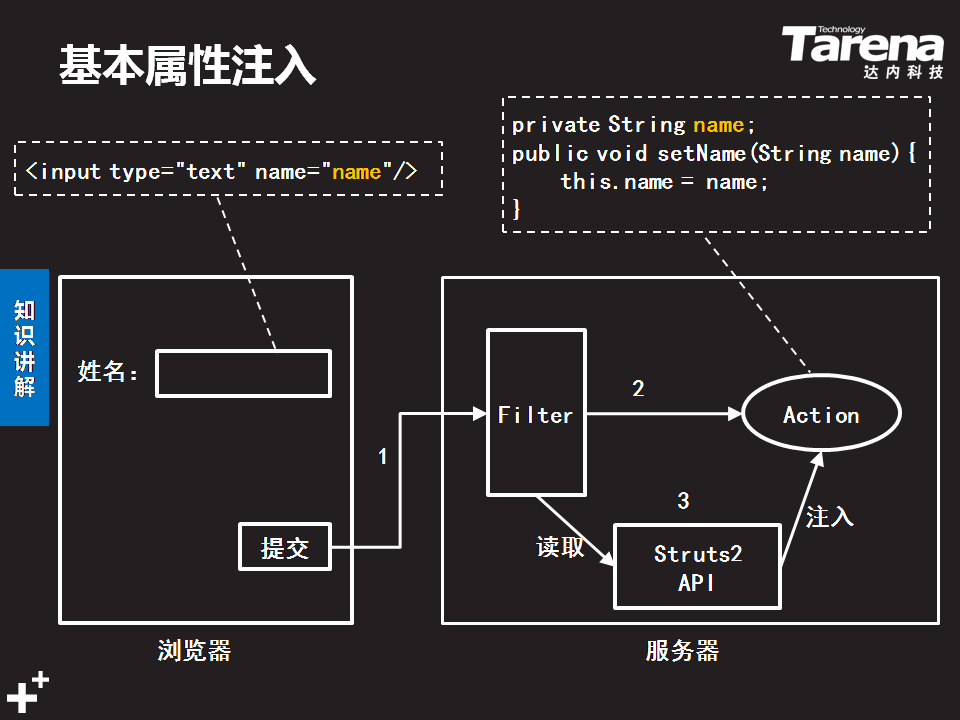 基本属性注入
Technology
Tarena
达内科技
<input type="text" name="name"/>
private String name;
public void setName(String name){
this.name = name;
}
知识讲解
姓名：
提交
1
Filter
2
Action
读取
3
Struts2
API
注入
浏览器
服务器